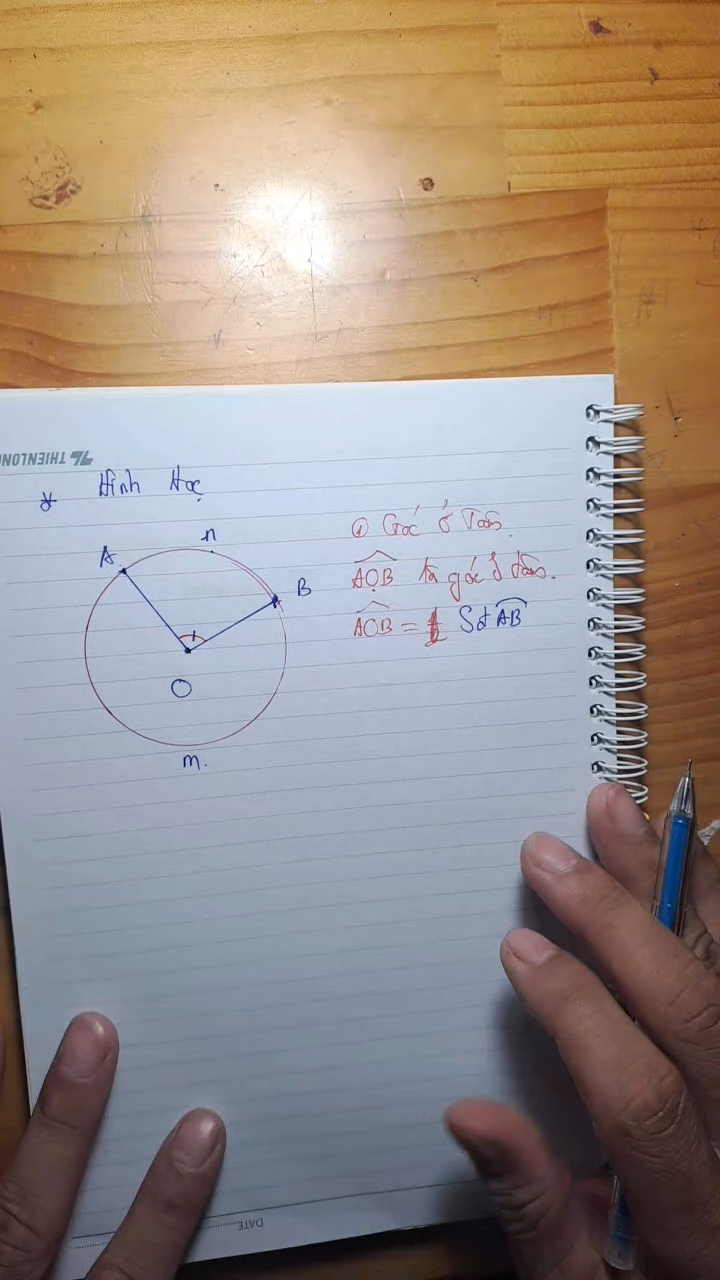 THIENLONG
* Hình Học
n
A
B
O
m.
① Góc ở Tâm.
AOB là góc ở tâm.
AOB = Sđ AB
DATE